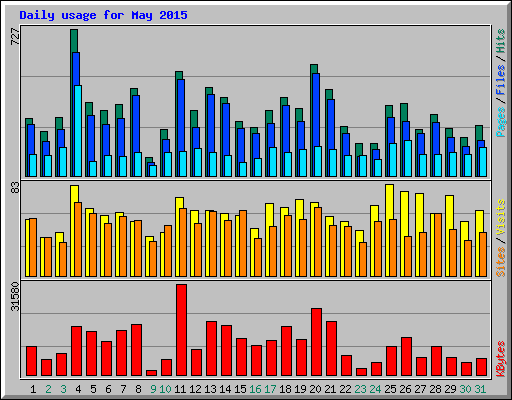 Daily usage for May 2015
727
Pages / Files / Hits
83
Sites / Visits
31580
KBytes
1 2 3 4 5 6 7 8 9 10 11 12 13 14 15 16 17 18 19 20 21 22 23 24 25 26 27 28 29 30 31